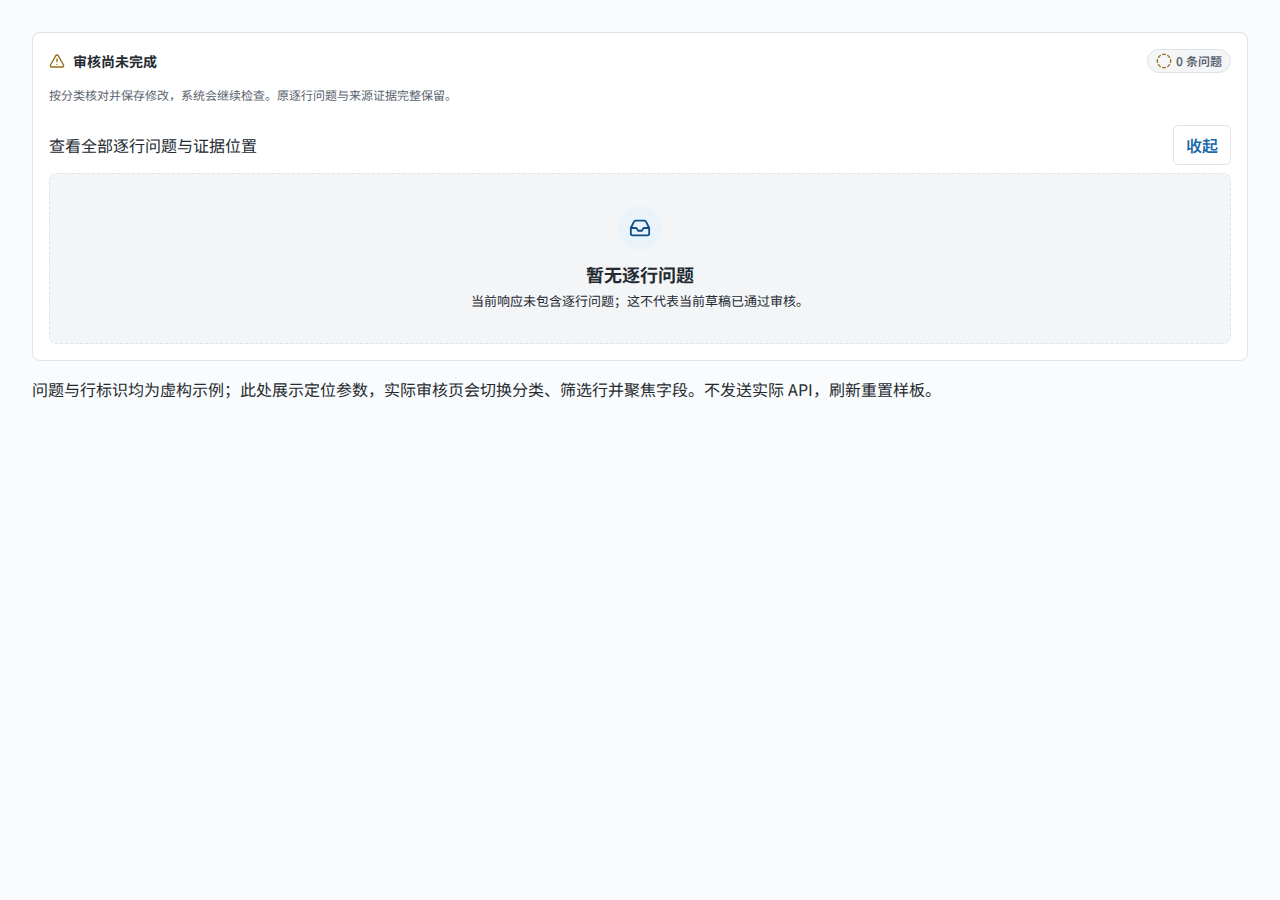 审核尚未完成
0 条问题
按分类核对并保存修改，系统会继续检查。原逐行问题与来源证据完整保留。
查看全部逐行问题与证据位置
收起
暂无逐行问题
当前响应未包含逐行问题；这不代表当前草稿已通过审核。
问题与行标识均为虚构示例；此处展示定位参数，实际审核页会切换分类、筛选行并聚焦字段。不发送实际 API，刷新重置样板。